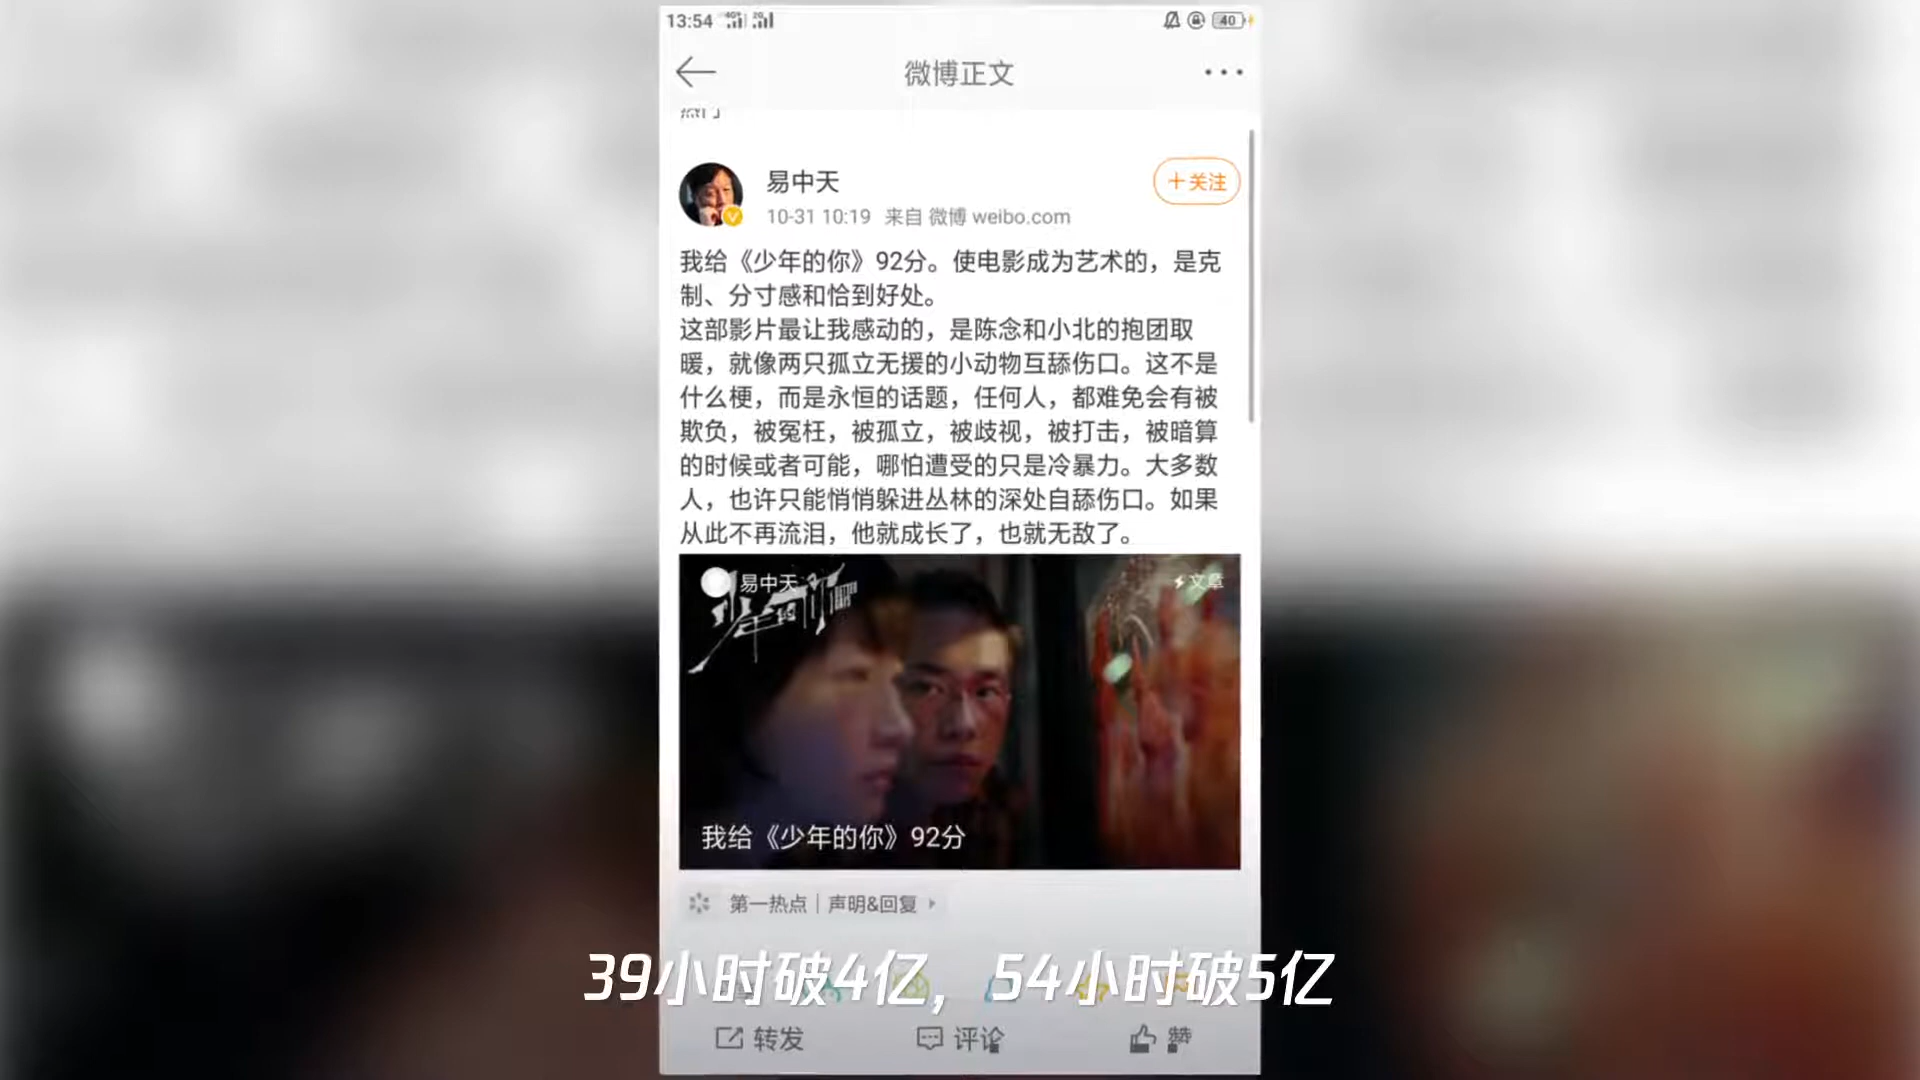 13:54
40
微博正文
易中天
+关注
10-31 10:19 来自 微博 weibo.com
我给《少年的你》92分。使电影成为艺术的，是克
制、分寸感和恰到好处。
这部影片最让我感动的，是陈念和小北的抱团取
暖，就像两只孤立无援的小动物互舔伤口。这不是
什么梗，而是永恒的话题，任何人，都难免会有被
欺负，被冤枉，被孤立，被歧视，被打击，被暗算
的时候或者可能，哪怕遭受的只是冷暴力。大多数
人，也许只能悄悄躲进丛林的深处自舔伤口。如果
从此不再流泪，他就成长了，也就无敌了。
易中天
文章
少年的你
我给《少年的你》92分
第一热点｜声明&回复
39小时破4亿，54小时破5亿
转发
评论
赞